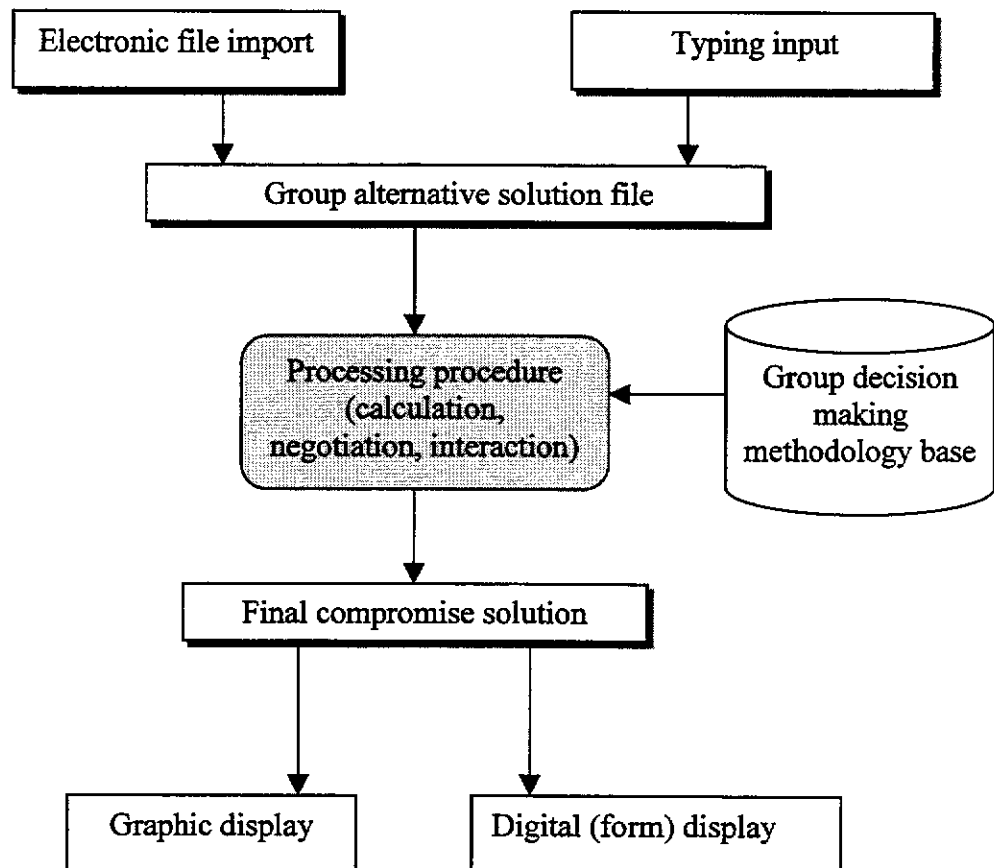 Electronic file import
Typing input
Group alternative solution file
Processing procedure
(calculation,
negotiation, interaction)
Group decision
making
methodology base
Final compromise solution
Graphic display
Digital (form) display